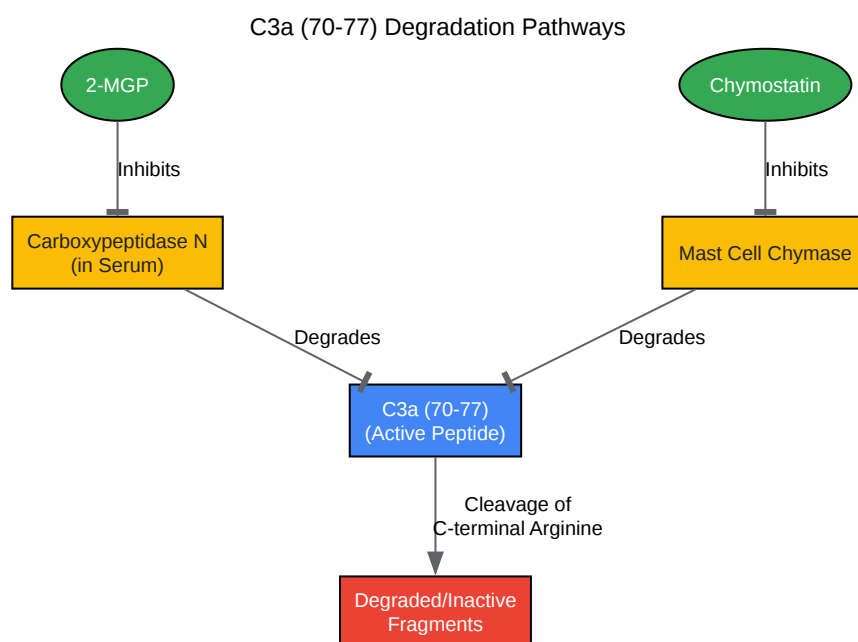 C3a (70-77) Degradation Pathways
2-MGP
Chymostatin
Inhibits
Inhibits
Carboxypeptidase N
(in Serum)
Mast Cell Chymase
Degrades
Degrades
C3a (70-77)
(Active Peptide)
Cleavage of
C-terminal Arginine
Degraded/Inactive
Fragments